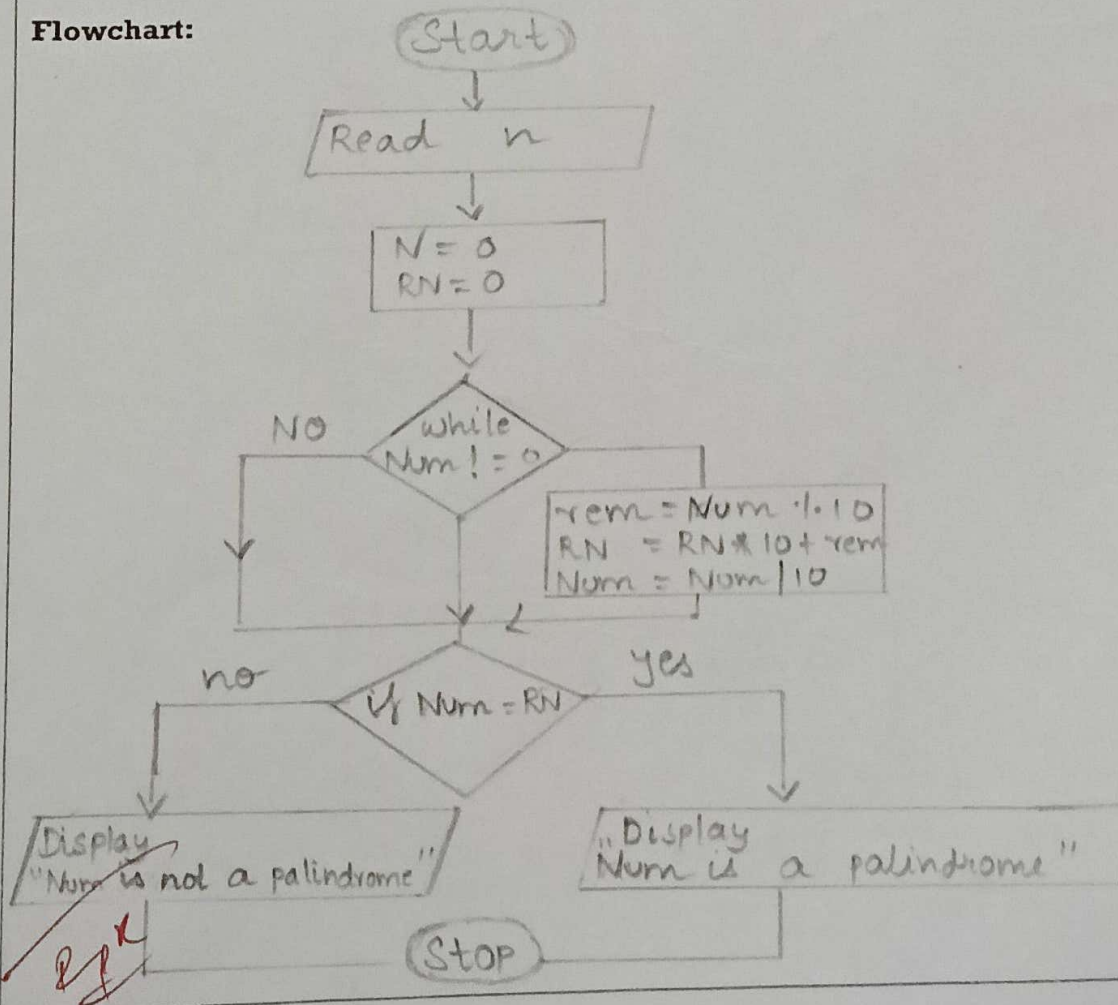 Flowchart:
Start
Read n
N = 0
RN = 0
NO
while
Num ! = 0
rem = Num % 10
RN = RN * 10 + rem
Num = Num / 10
no
yes
if Num = RN
Display
"Num is not a palindrome"
"Display
Num is a palindrome"
Stop